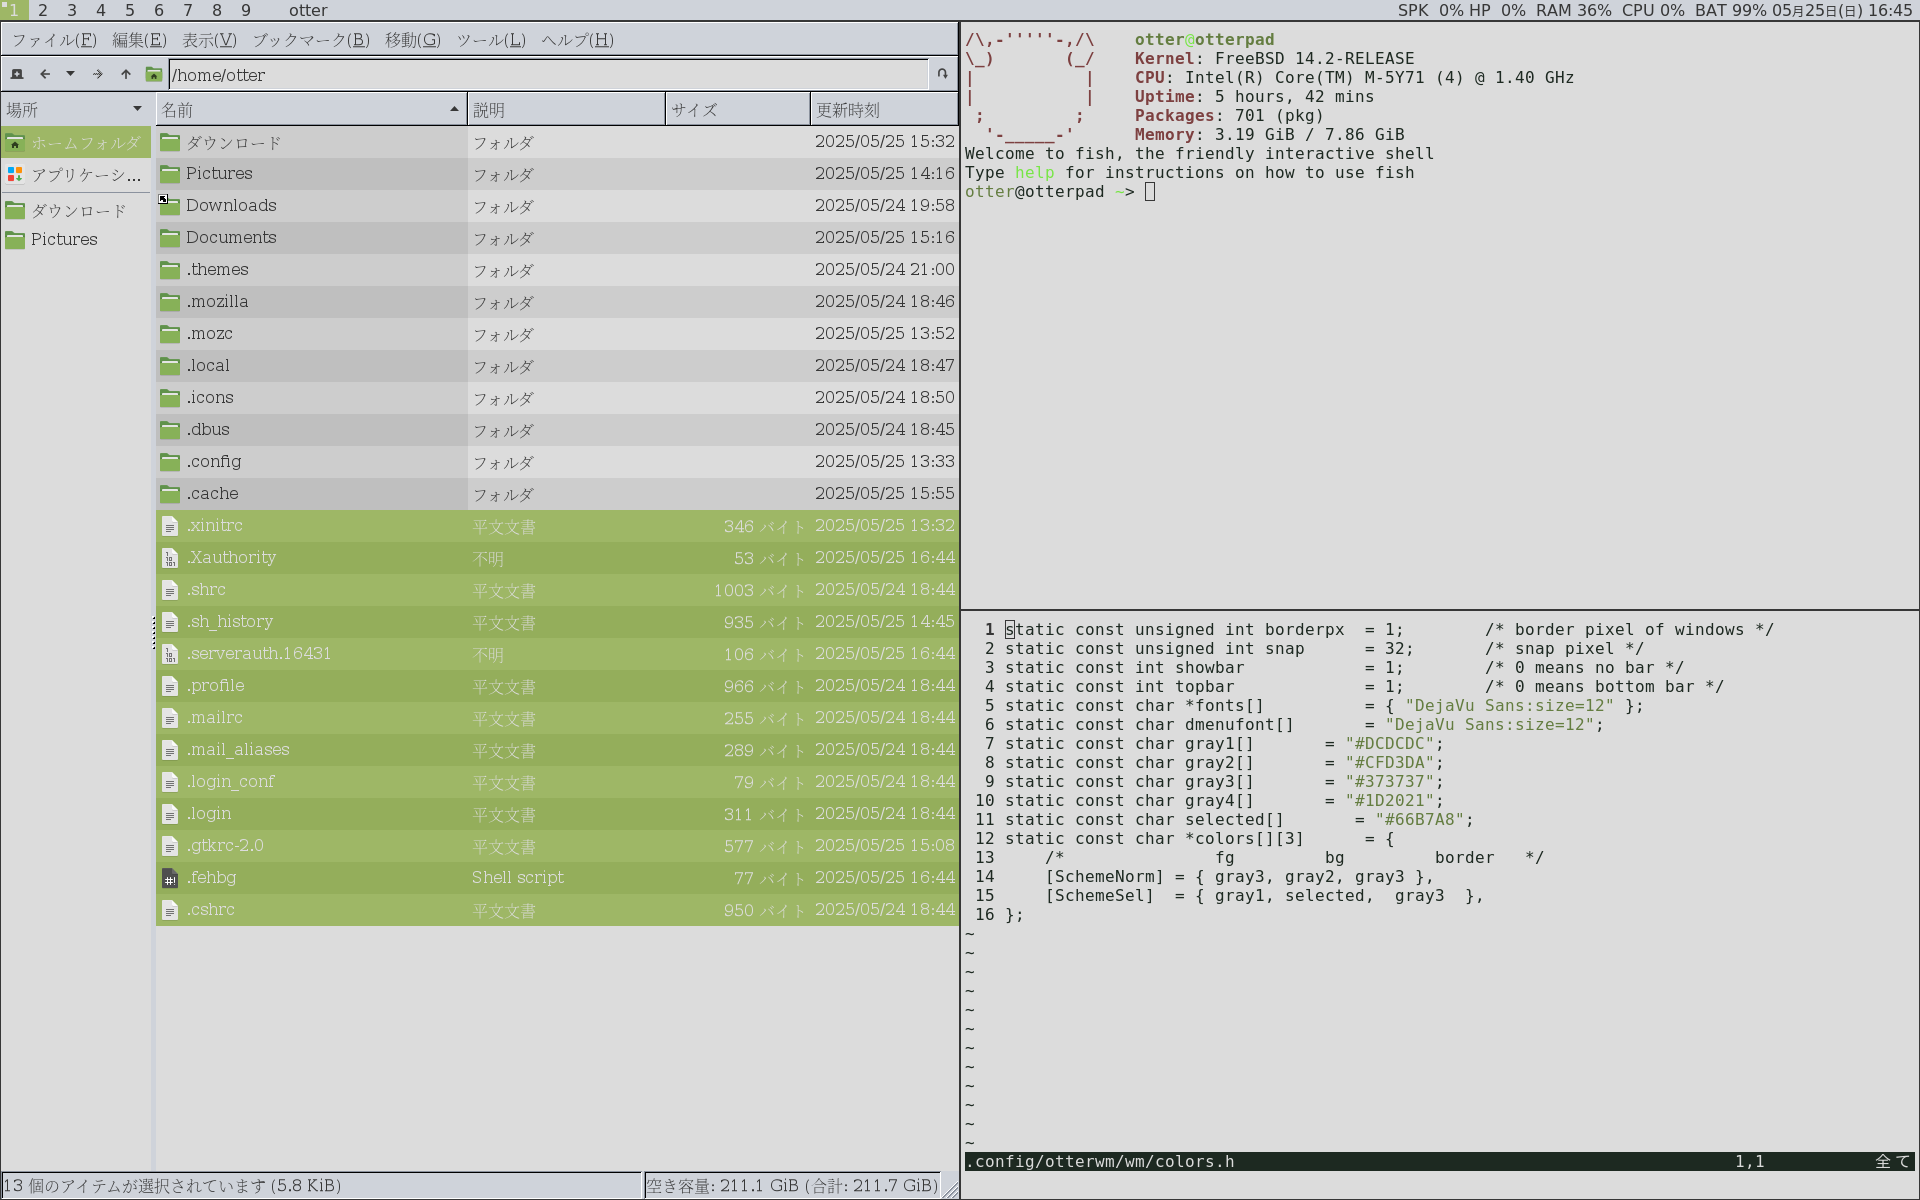 1 2 3 4 5 6 7 8 9 otter SPK 0% HP 0% RAM 36% CPU 0% BAT 99% 05月25日(日) 16:45
ファイル(F) 編集(E) 表示(V) ブックマーク(B) 移動(G) ツール(L) ヘルプ(H)
/home/otter
場所
ホームフォルダ
アプリケーシ...
ダウンロード
Pictures
名前 説明 サイズ 更新時刻
ダウンロード フォルダ 2025/05/25 15:32
Pictures フォルダ 2025/05/25 14:16
Downloads フォルダ 2025/05/24 19:58
Documents フォルダ 2025/05/25 15:16
.themes フォルダ 2025/05/24 21:00
.mozilla フォルダ 2025/05/24 18:46
.mozc フォルダ 2025/05/25 13:52
.local フォルダ 2025/05/24 18:47
.icons フォルダ 2025/05/24 18:50
.dbus フォルダ 2025/05/24 18:45
.config フォルダ 2025/05/25 13:33
.cache フォルダ 2025/05/25 15:55
.xinitrc 平文文書 346 バイト 2025/05/25 13:32
.Xauthority 不明 53 バイト 2025/05/25 16:44
.shrc 平文文書 1003 バイト 2025/05/24 18:44
.sh_history 平文文書 935 バイト 2025/05/25 14:45
.serverauth.16431 不明 106 バイト 2025/05/25 16:44
.profile 平文文書 966 バイト 2025/05/24 18:44
.mailrc 平文文書 255 バイト 2025/05/24 18:44
.mail_aliases 平文文書 289 バイト 2025/05/24 18:44
.login_conf 平文文書 79 バイト 2025/05/24 18:44
.login 平文文書 311 バイト 2025/05/24 18:44
.gtkrc-2.0 平文文書 577 バイト 2025/05/25 15:08
.fehbg Shell script 77 バイト 2025/05/25 16:44
.cshrc 平文文書 950 バイト 2025/05/24 18:44
13 個のアイテムが選択されています (5.8 KiB) 空き容量: 211.1 GiB (合計: 211.7 GiB)
/\,-'''''-,/\    otter@otterpad
\_)       (_/    Kernel: FreeBSD 14.2-RELEASE
|           |    CPU: Intel(R) Core(TM) M-5Y71 (4) @ 1.40 GHz
|           |    Uptime: 5 hours, 42 mins
 ;         ;     Packages: 701 (pkg)
  '-_____-'      Memory: 3.19 GiB / 7.86 GiB
Welcome to fish, the friendly interactive shell
Type help for instructions on how to use fish
otter@otterpad ~>
1 static const unsigned int borderpx  = 1;        /* border pixel of windows */
2 static const unsigned int snap      = 32;       /* snap pixel */
3 static const int showbar            = 1;        /* 0 means no bar */
4 static const int topbar             = 1;        /* 0 means bottom bar */
5 static const char *fonts[]          = { "DejaVu Sans:size=12" };
6 static const char dmenufont[]       = "DejaVu Sans:size=12";
7 static const char gray1[]       = "#DCDCDC";
8 static const char gray2[]       = "#CFD3DA";
9 static const char gray3[]       = "#373737";
10 static const char gray4[]       = "#1D2021";
11 static const char selected[]       = "#66B7A8";
12 static const char *colors[][3]      = {
13     /*               fg         bg         border   */
14     [SchemeNorm] = { gray3, gray2, gray3 },
15     [SchemeSel]  = { gray1, selected,  gray3  },
16 };
~
~
~
~
~
~
~
~
~
~
~
~
.config/otterwm/wm/colors.h 1,1 全て